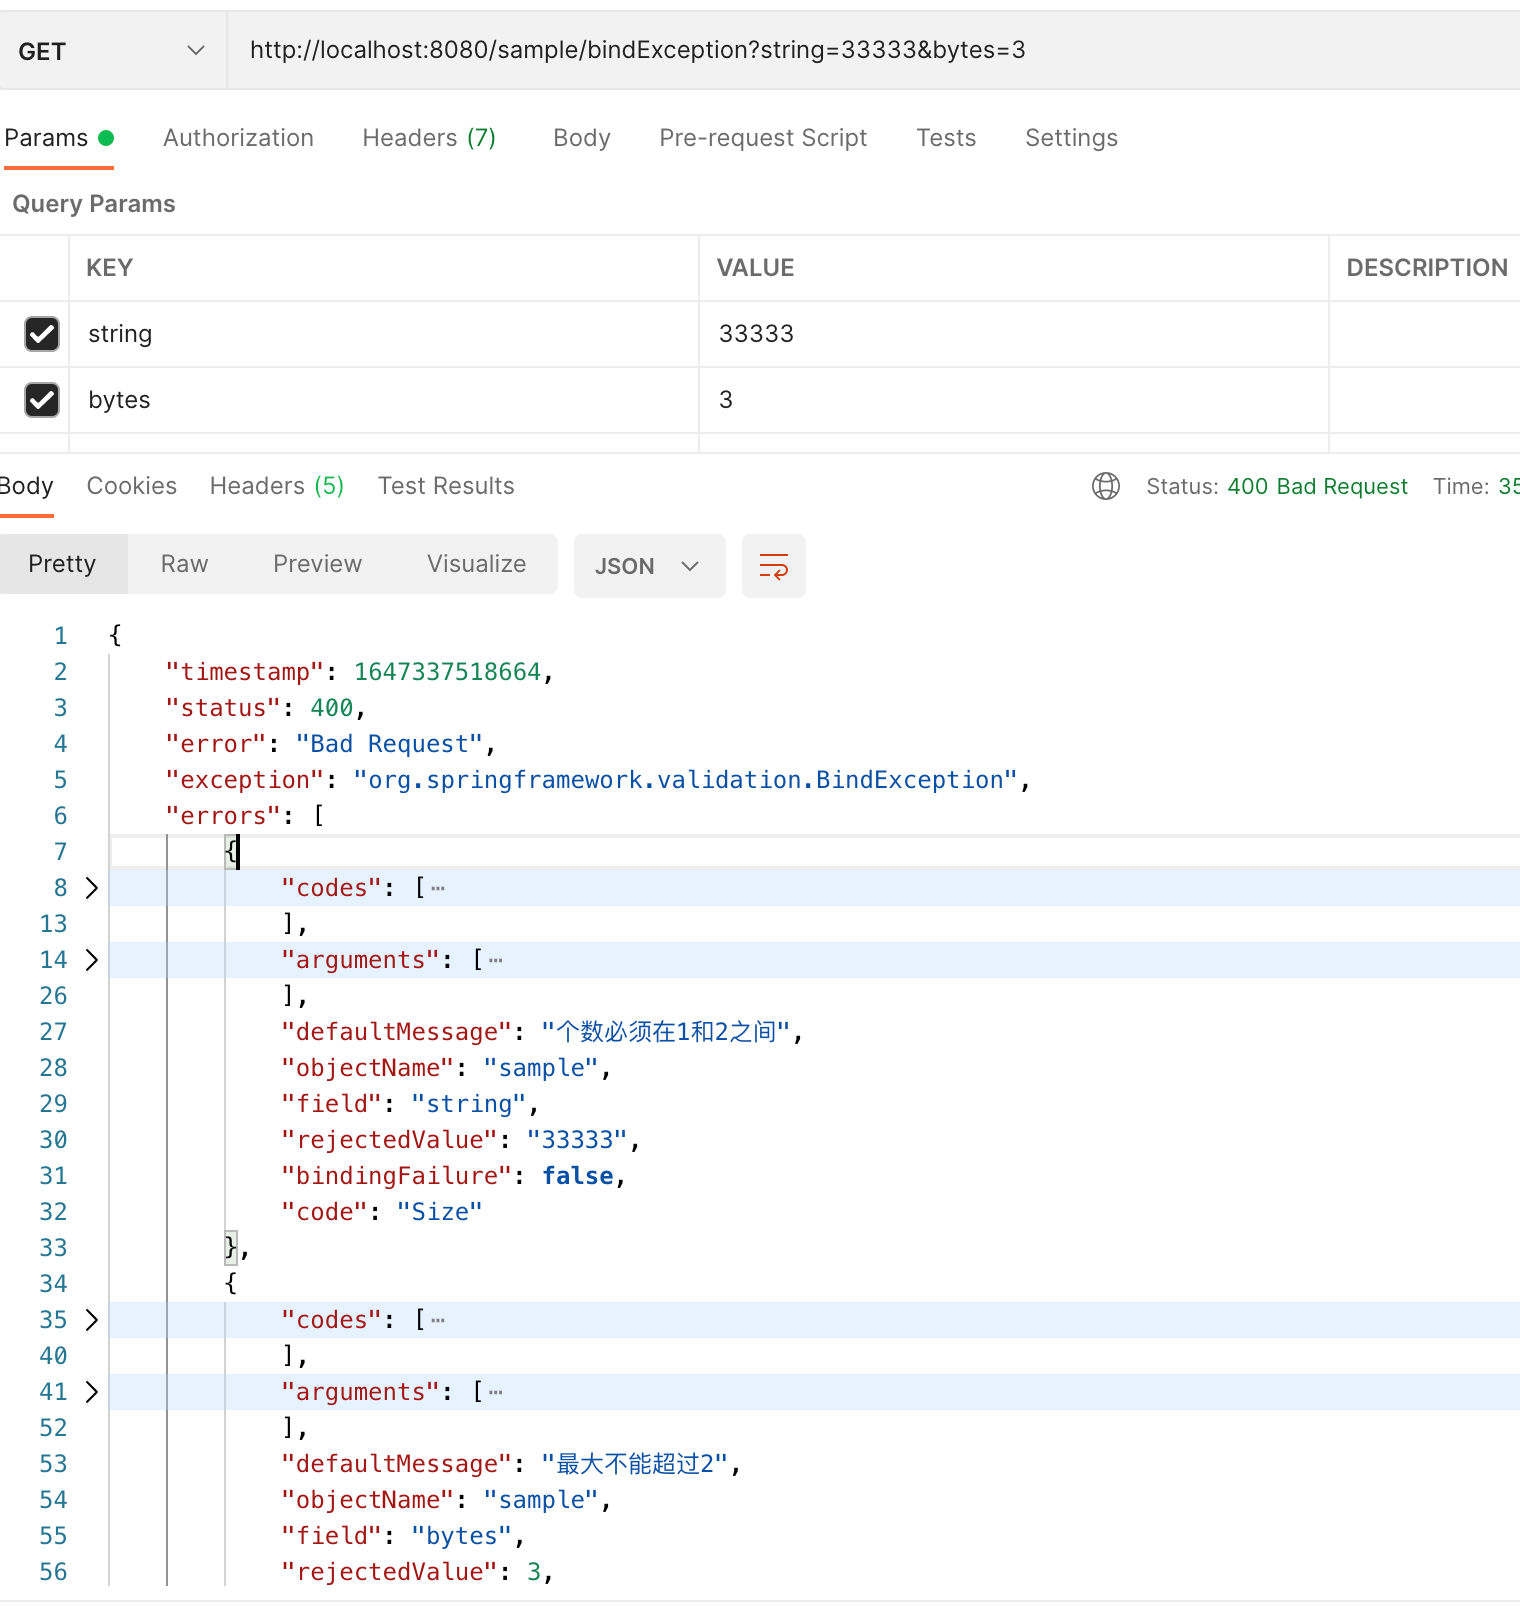 GET http://localhost:8080/sample/bindException?string=33333&bytes=3
Params Authorization Headers (7) Body Pre-request Script Tests Settings
Query Params
KEY VALUE DESCRIPTION
string 33333
bytes 3
Body Cookies Headers (5) Test Results Status: 400 Bad Request Time: 35
Pretty Raw Preview Visualize JSON
1 {
2 "timestamp": 1647337518664,
3 "status": 400,
4 "error": "Bad Request",
5 "exception": "org.springframework.validation.BindException",
6 "errors": [
7 {
8 "codes": [ ⋯
13 ],
14 "arguments": [ ⋯
26 ],
27 "defaultMessage": "个数必须在1和2之间",
28 "objectName": "sample",
29 "field": "string",
30 "rejectedValue": "33333",
31 "bindingFailure": false,
32 "code": "Size"
33 },
34 {
35 "codes": [ ⋯
40 ],
41 "arguments": [ ⋯
52 ],
53 "defaultMessage": "最大不能超过2",
54 "objectName": "sample",
55 "field": "bytes",
56 "rejectedValue": 3,